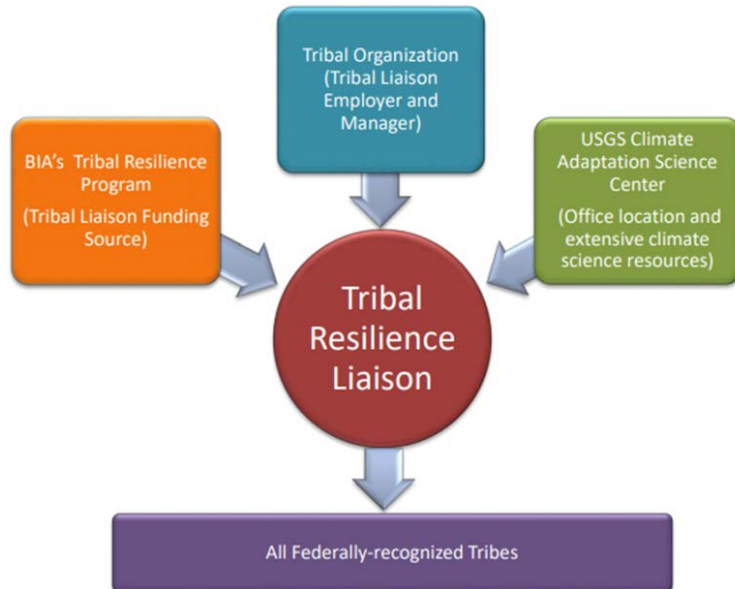 Tribal Organization
(Tribal Liaison
Employer and
Manager)
BIA's Tribal Resilience
Program
(Tribal Liaison Funding
Source)
USGS Climate
Adaptation Science
Center
(Office location and
extensive climate
science resources)
Tribal
Resilience
Liaison
All Federally-recognized Tribes